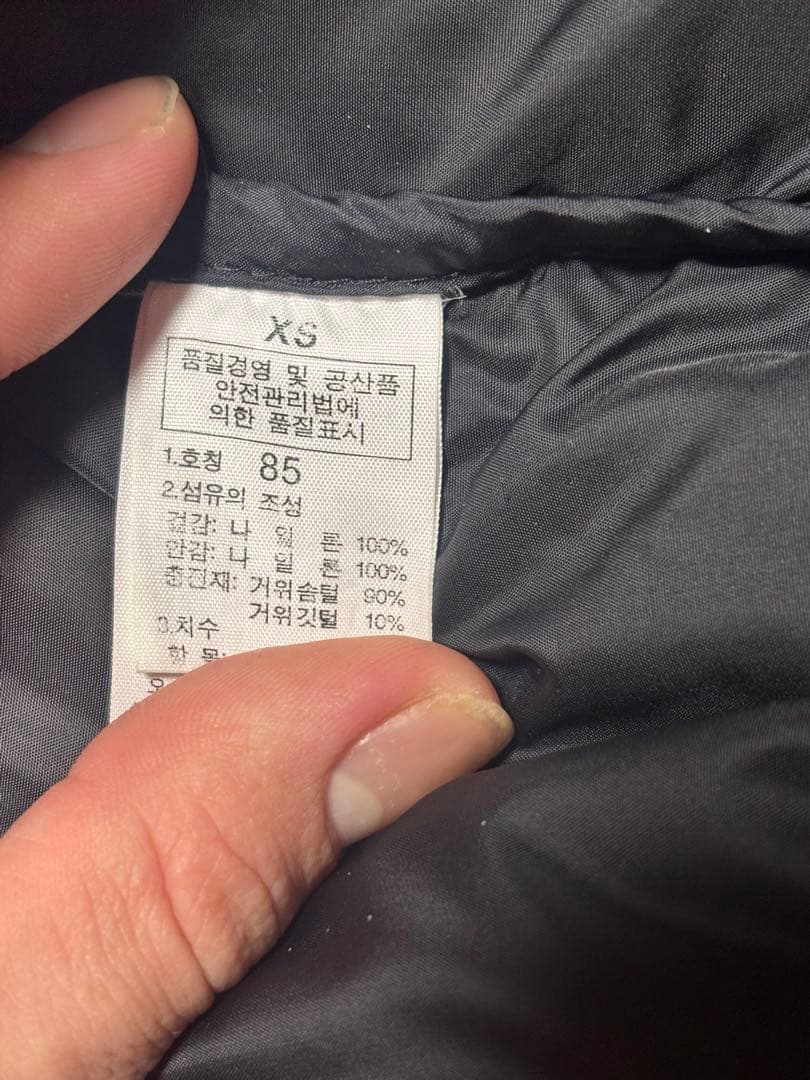 XS
품질경영 및 공산품
안전관리법에
의한 품질표시
1.호칭 85
2.섬유의 조성
겉감: 나 일 론 100%
안감: 나 일 론 100%
충전재: 거위솜털 90%
거위깃털 10%
3.치수
항 목: